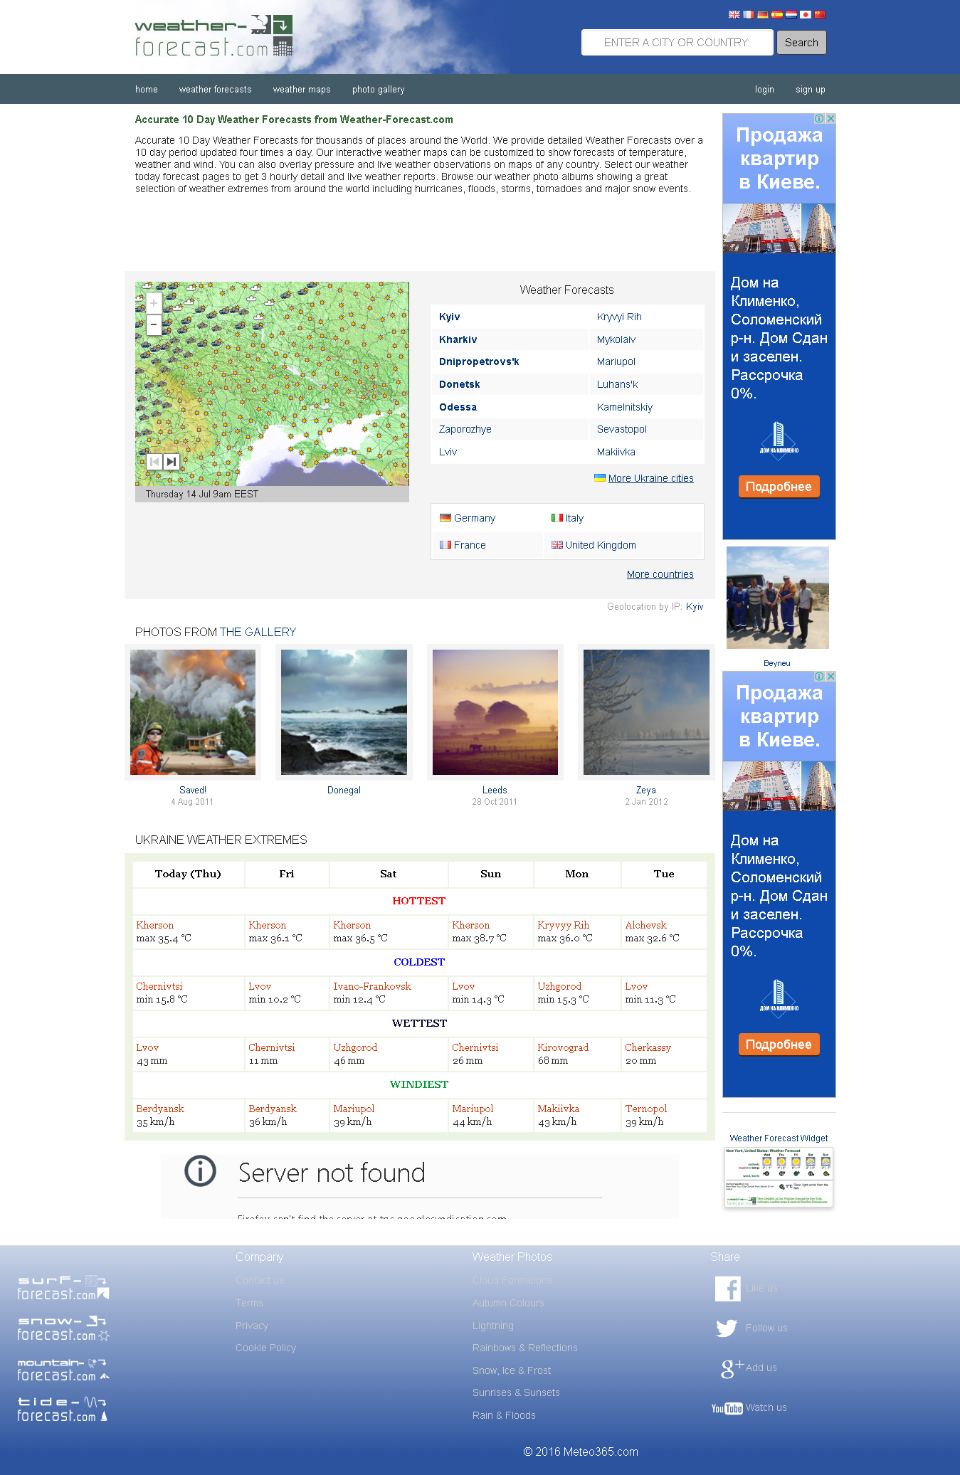 weather-
forecast.com
ENTER A CITY OR COUNTRY:
Search
home
weather forecasts
weather maps
photo gallery
login
sign up
Accurate 10 Day Weather Forecasts from Weather-Forecast.com
Accurate 10 Day Weather Forecasts for thousands of places around the World. We provide detailed Weather Forecasts over a
10 day period updated four times a day. Our interactive weather maps can be customized to show forecasts of temperature,
weather and wind. You can also overlay pressure and live weather observations on maps of any country. Select our weather
today forecast pages to get 3 hourly detail and live weather reports. Browse our weather photo albums showing a great
selection of weather extremes from around the world including hurricanes, floods, storms, tornadoes and major snow events.
Продажа
квартир
в Киеве.
Дом на
Клименко,
Соломенский
р-н. Дом Сдан
и заселен.
Рассрочка
0%.
ДОМ НА КЛИМЕНКО
Подробнее
+
−
Thursday 14 Jul 9am EEST
Weather Forecasts
Kyiv
Kryvyi Rih
Kharkiv
Mykolaiv
Dnipropetrovs'k
Mariupol
Donetsk
Luhans'k
Odessa
Kamelnitskiy
Zaporozhye
Sevastopol
Lviv
Makiivka
More Ukraine cities
Germany
Italy
France
United Kingdom
More countries
Geolocation by IP: Kyiv
Beyneu
PHOTOS FROM THE GALLERY
Saved!
4 Aug 2011
Donegal
Leeds
28 Oct 2011
Zeya
2 Jan 2012
Продажа
квартир
в Киеве.
Дом на
Клименко,
Соломенский
р-н. Дом Сдан
и заселен.
Рассрочка
0%.
ДОМ НА КЛИМЕНКО
Подробнее
UKRAINE WEATHER EXTREMES
Today (Thu) Fri Sat Sun Mon Tue
HOTTEST
Kherson Kherson Kherson Kherson Kryvyy Rih Alchevsk
max 35.4 °C max 36.1 °C max 36.5 °C max 38.7 °C max 36.0 °C max 32.6 °C
COLDEST
Chernivtsi Lvov Ivano-Frankovsk Lvov Uzhgorod Lvov
min 15.8 °C min 10.2 °C min 12.4 °C min 14.3 °C min 15.3 °C min 11.3 °C
WETTEST
Lvov Chernivtsi Uzhgorod Chernivtsi Kirovograd Cherkassy
43 mm 11 mm 46 mm 26 mm 68 mm 20 mm
WINDIEST
Berdyansk Berdyansk Mariupol Mariupol Makiivka Ternopol
35 km/h 36 km/h 39 km/h 44 km/h 43 km/h 39 km/h
Weather Forecast Widget
Server not found
surf-
forecast.com
snow-
forecast.com
mountain-
forecast.com
tide-
forecast.com
Company
Contact us
Terms
Privacy
Cookie Policy
Weather Photos
Cloud Formations
Autumn Colours
Lightning
Rainbows & Reflections
Snow, Ice & Frost
Sunrises & Sunsets
Rain & Floods
Share
Like us
Follow us
Add us
YouTube
Watch us
© 2016 Meteo365.com